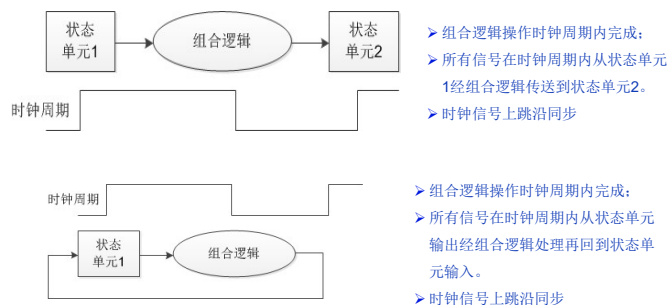 状态
单元1
组合逻辑
状态
单元2
时钟周期
➢ 组合逻辑操作时钟周期内完成;
➢ 所有信号在时钟周期内从状态单元
1经组合逻辑传送到状态单元2。
➢ 时钟信号上跳沿同步
时钟周期
状态
单元1
组合逻辑
➢ 组合逻辑操作时钟周期内完成;
➢ 所有信号在时钟周期内从状态单元
输出经组合逻辑处理再回到状态单
元输入。
➢ 时钟信号上跳沿同步